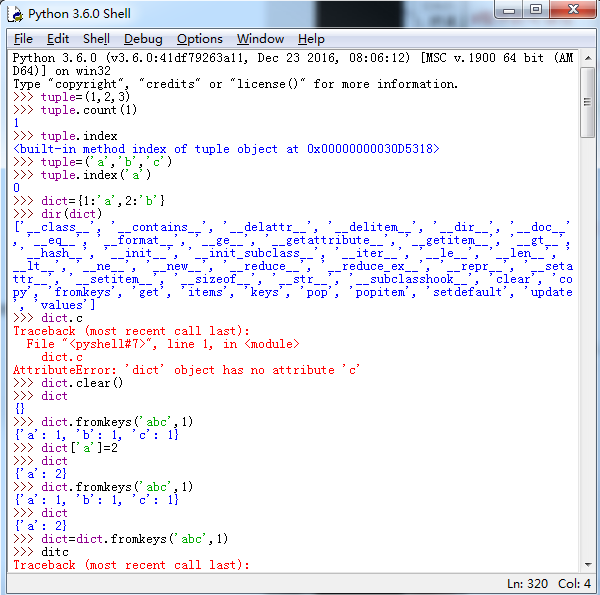 Python 3.6.0 Shell
File Edit Shell Debug Options Window Help
Python 3.6.0 (v3.6.0:41df79263a11, Dec 23 2016, 08:06:12) [MSC v.1900 64 bit (AM
D64)] on win32
Type "copyright", "credits" or "license()" for more information.
>>> tuple=(1,2,3)
>>> tuple.count(1)
1
>>> tuple.index
<built-in method index of tuple object at 0x00000000030D5318>
>>> tuple=('a','b','c')
>>> tuple.index('a')
0
>>> dict={1:'a',2:'b'}
>>> dir(dict)
['__class__', '__contains__', '__delattr__', '__delitem__', '__dir__', '__doc__'
, '__eq__', '__format__', '__ge__', '__getattribute__', '__getitem__', '__gt__',
'__hash__', '__init__', '__init_subclass__', '__iter__', '__le__', '__len__', '
__lt__', '__ne__', '__new__', '__reduce__', '__reduce_ex__', '__repr__', '__seta
ttr__', '__setitem__', '__sizeof__', '__str__', '__subclasshook__', 'clear', 'co
py', 'fromkeys', 'get', 'items', 'keys', 'pop', 'popitem', 'setdefault', 'update
', 'values']
>>> dict.c
Traceback (most recent call last):
  File "<pyshell#7>", line 1, in <module>
    dict.c
AttributeError: 'dict' object has no attribute 'c'
>>> dict.clear()
>>> dict
{}
>>> dict.fromkeys('abc',1)
{'a': 1, 'b': 1, 'c': 1}
>>> dict['a']=2
>>> dict
{'a': 2}
>>> dict.fromkeys('abc',1)
{'a': 1, 'b': 1, 'c': 1}
>>> dict
{'a': 2}
>>> dict=dict.fromkeys('abc',1)
>>> ditc
Traceback (most recent call last):
Ln: 320 Col: 4